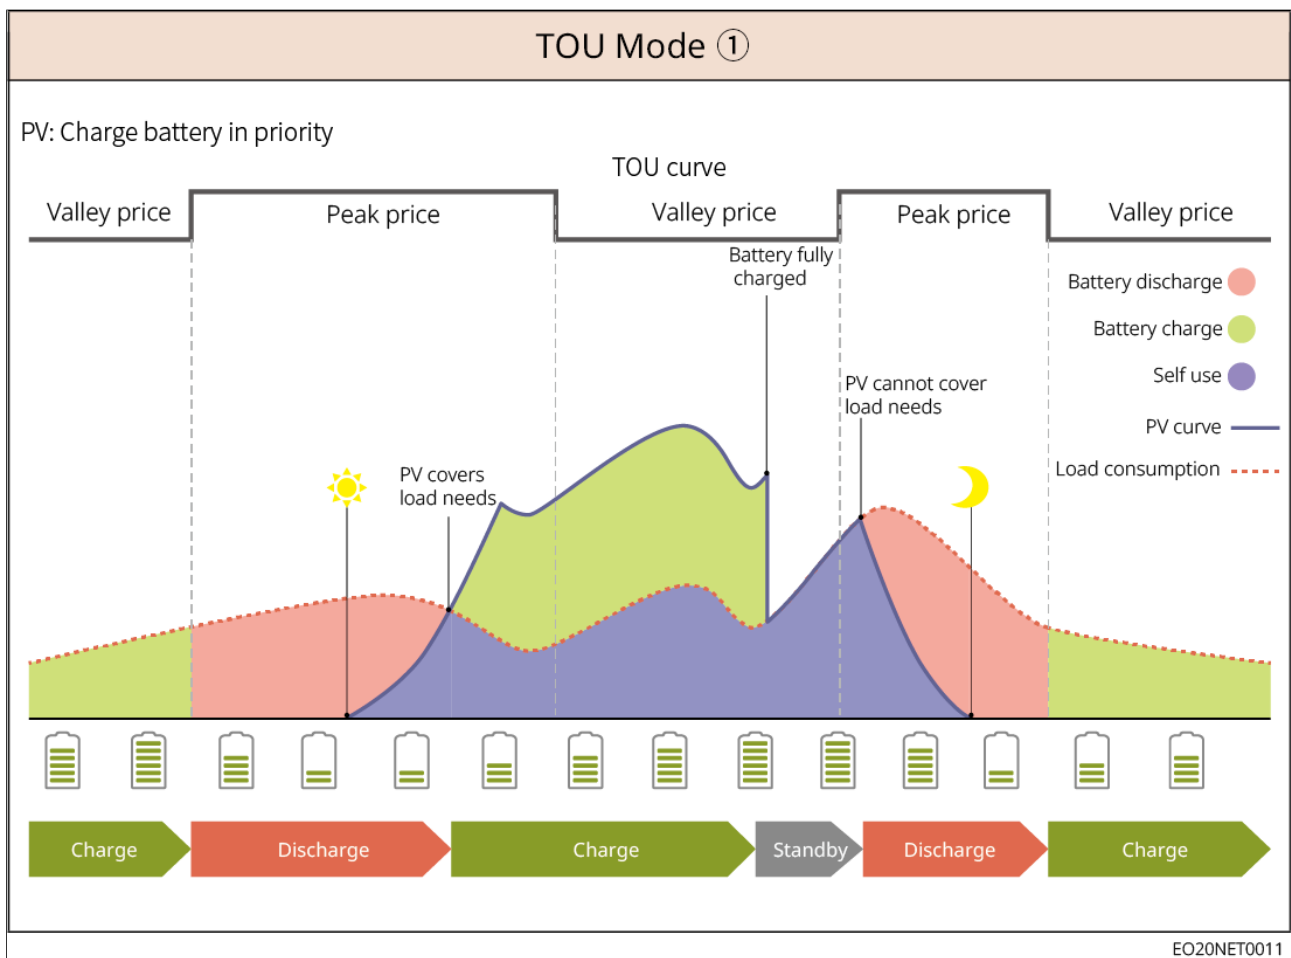 TOU Mode ①
PV: Charge battery in priority
TOU curve
Valley price
Peak price
Valley price
Peak price
Valley price
Battery fully
charged
Battery discharge
Battery charge
Self use
PV curve
Load consumption
PV cannot cover
load needs
PV covers
load needs
Charge
Discharge
Charge
Standby
Discharge
Charge
EO20NET0011